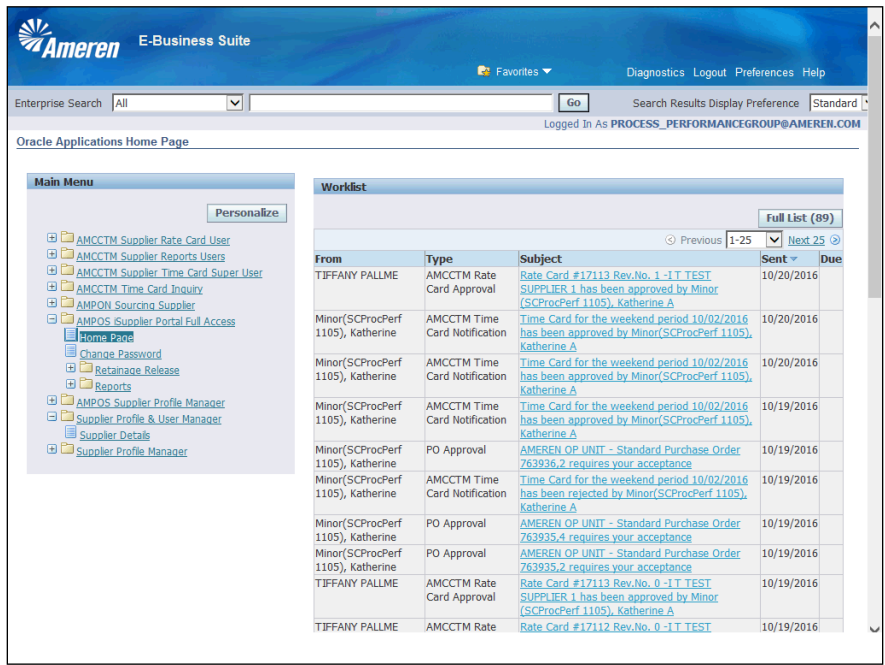 Ameren E-Business Suite
Favorites
Diagnostics Logout Preferences Help
Enterprise Search All Go Search Results Display Preference Standard
Logged In As PROCESS_PERFORMANCEGROUP@AMEREN.COM
Oracle Applications Home Page
Main Menu
Personalize
AMCCTM Supplier Rate Card User
AMCCTM Supplier Reports Users
AMCCTM Supplier Time Card Super User
AMCCTM Time Card Inquiry
AMPON Sourcing Supplier
AMPOS iSupplier Portal Full Access
Home Page
Change Password
Retainage Release
Reports
AMPOS Supplier Profile Manager
Supplier Profile & User Manager
Supplier Details
Supplier Profile Manager
Worklist
Full List (89)
Previous 1-25 Next 25
From Type Subject Sent Due
TIFFANY PALLME AMCCTM Rate Rate Card #17113 Rev.No. 1 -I T TEST 10/20/2016
Card Approval SUPPLIER 1 has been approved by Minor
(SCProcPerf 1105), Katherine A
Minor(SCProcPerf AMCCTM Time Time Card for the weekend period 10/02/2016 10/20/2016
1105), Katherine Card Notification has been approved by Minor(SCProcPerf 1105),
Katherine A
Minor(SCProcPerf AMCCTM Time Time Card for the weekend period 10/02/2016 10/20/2016
1105), Katherine Card Notification has been approved by Minor(SCProcPerf 1105),
Katherine A
Minor(SCProcPerf AMCCTM Time Time Card for the weekend period 10/02/2016 10/19/2016
1105), Katherine Card Notification has been approved by Minor(SCProcPerf 1105),
Katherine A
Minor(SCProcPerf PO Approval AMEREN OP UNIT - Standard Purchase Order 10/19/2016
1105), Katherine 763936,2 requires your acceptance
Minor(SCProcPerf AMCCTM Time Time Card for the weekend period 10/02/2016 10/19/2016
1105), Katherine Card Notification has been rejected by Minor(SCProcPerf 1105),
Katherine A
Minor(SCProcPerf PO Approval AMEREN OP UNIT - Standard Purchase Order 10/19/2016
1105), Katherine 763935,4 requires your acceptance
Minor(SCProcPerf PO Approval AMEREN OP UNIT - Standard Purchase Order 10/19/2016
1105), Katherine 763935,2 requires your acceptance
TIFFANY PALLME AMCCTM Rate Rate Card #17113 Rev.No. 0 -I T TEST 10/19/2016
Card Approval SUPPLIER 1 has been approved by Minor
(SCProcPerf 1105), Katherine A
TIFFANY PALLME AMCCTM Rate Rate Card #17112 Rev.No. 0 -I T TEST 10/19/2016